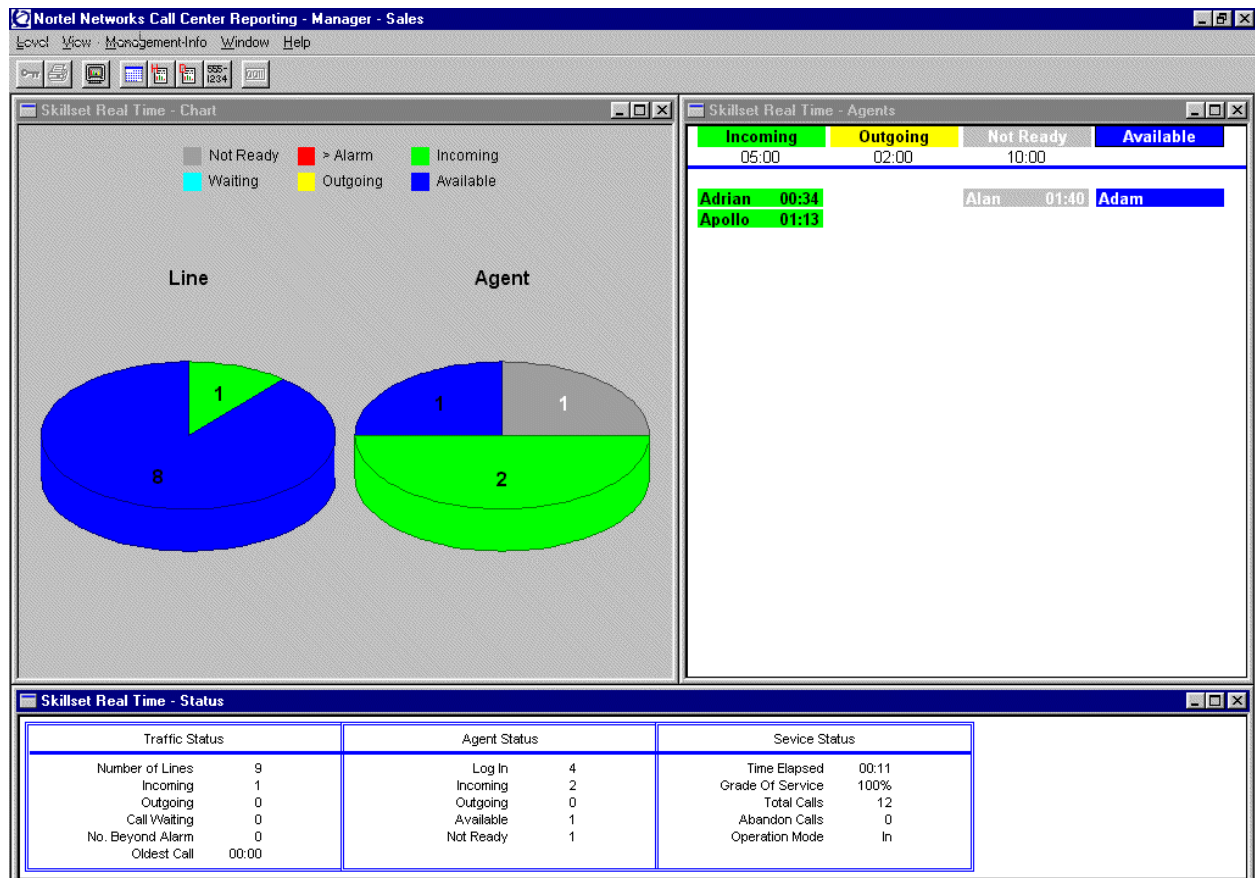 Nortel Networks Call Center Reporting - Manager - Sales
Level View Management-Info Window Help
555-
1234
Skillset Real Time - Chart
Not Ready > Alarm Incoming
Waiting Outgoing Available
Line Agent
1
8
1 1
2
Skillset Real Time - Agents
Incoming Outgoing Not Ready Available
05:00 02:00 10:00
Adrian 00:34 Alan 01:40 Adam
Apollo 01:13
Skillset Real Time - Status
Traffic Status
Number of Lines 9
Incoming 1
Outgoing 0
Call Waiting 0
No. Beyond Alarm 0
Oldest Call 00:00
Agent Status
Log In 4
Incoming 2
Outgoing 0
Available 1
Not Ready 1
Sevice Status
Time Elapsed 00:11
Grade Of Service 100%
Total Calls 12
Abandon Calls 0
Operation Mode In